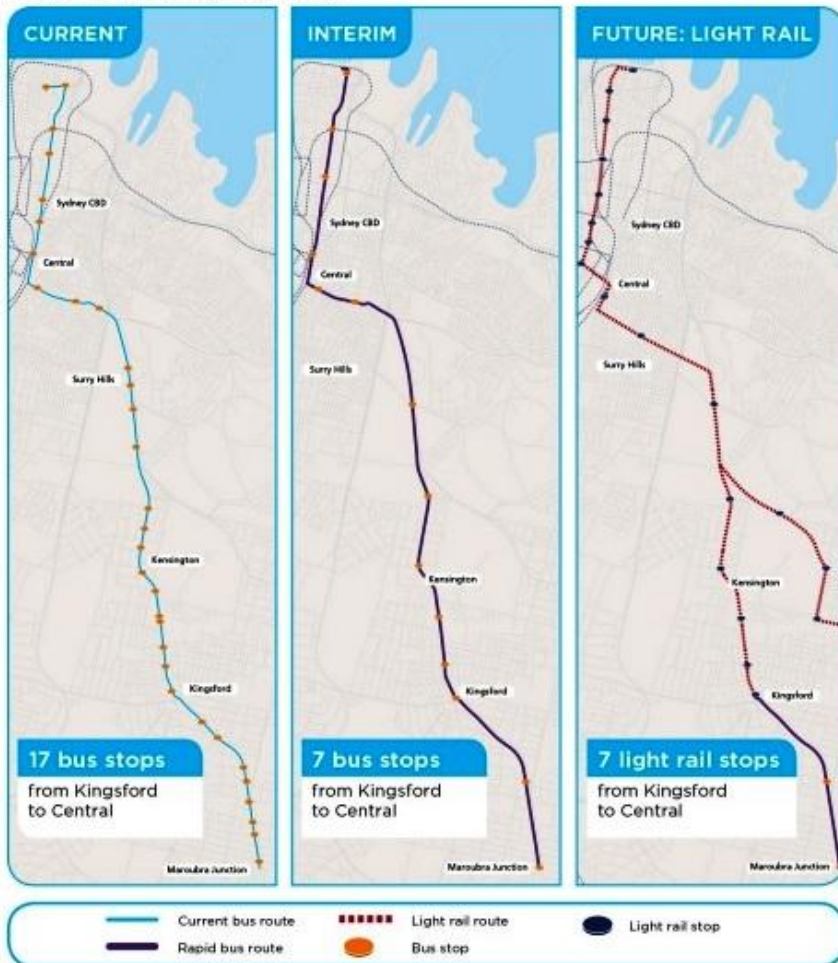 CURRENT
Sydney CBD
Central
Surry Hills
Kensington
Kingsford
17 bus stops
from Kingsford
to Central
Maroubra Junction
INTERIM
Sydney CBD
Central
Surry Hills
Kensington
Kingsford
7 bus stops
from Kingsford
to Central
Maroubra Junction
FUTURE: LIGHT RAIL
Sydney CBD
Central
Surry Hills
Kensington
Kingsford
7 light rail stops
from Kingsford
to Central
Maroubra Junction
Current bus route
Light rail route
Light rail stop
Rapid bus route
Bus stop